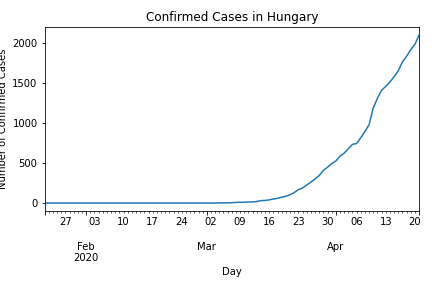 Confirmed Cases in Hungary
2000
1500
1000
500
0
Number of Confirmed Cases
27 03 10 17 24 02 09 16 23 30 06 13 20
Feb Mar Apr
2020
Day